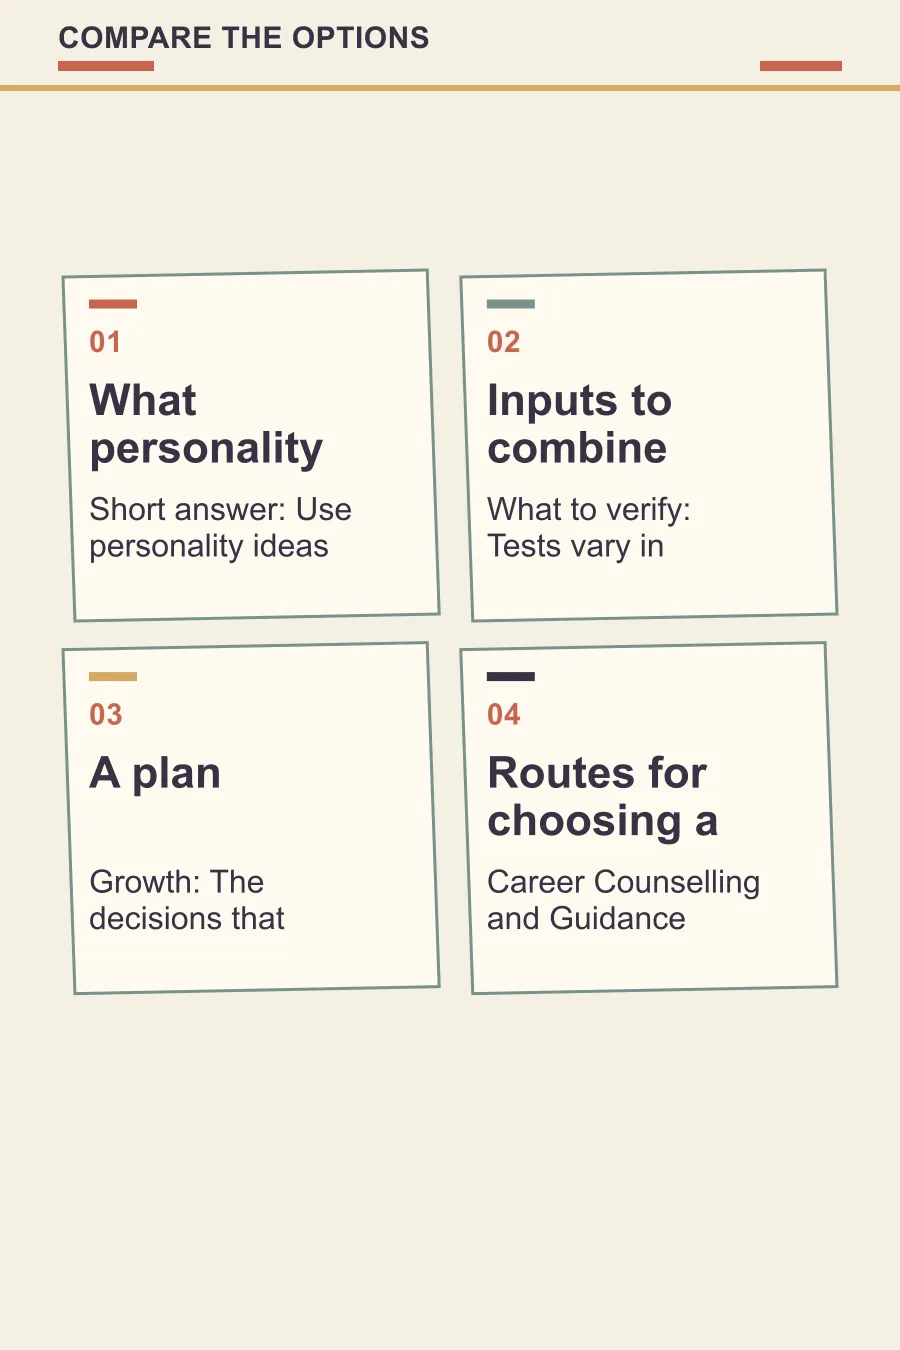 COMPARE THE OPTIONS
01
What
personality
Short answer: Use
personality ideas
02
Inputs to
combine
What to verify:
Tests vary in
03
A plan
Growth: The
decisions that
04
Routes for
choosing a
Career Counselling
and Guidance